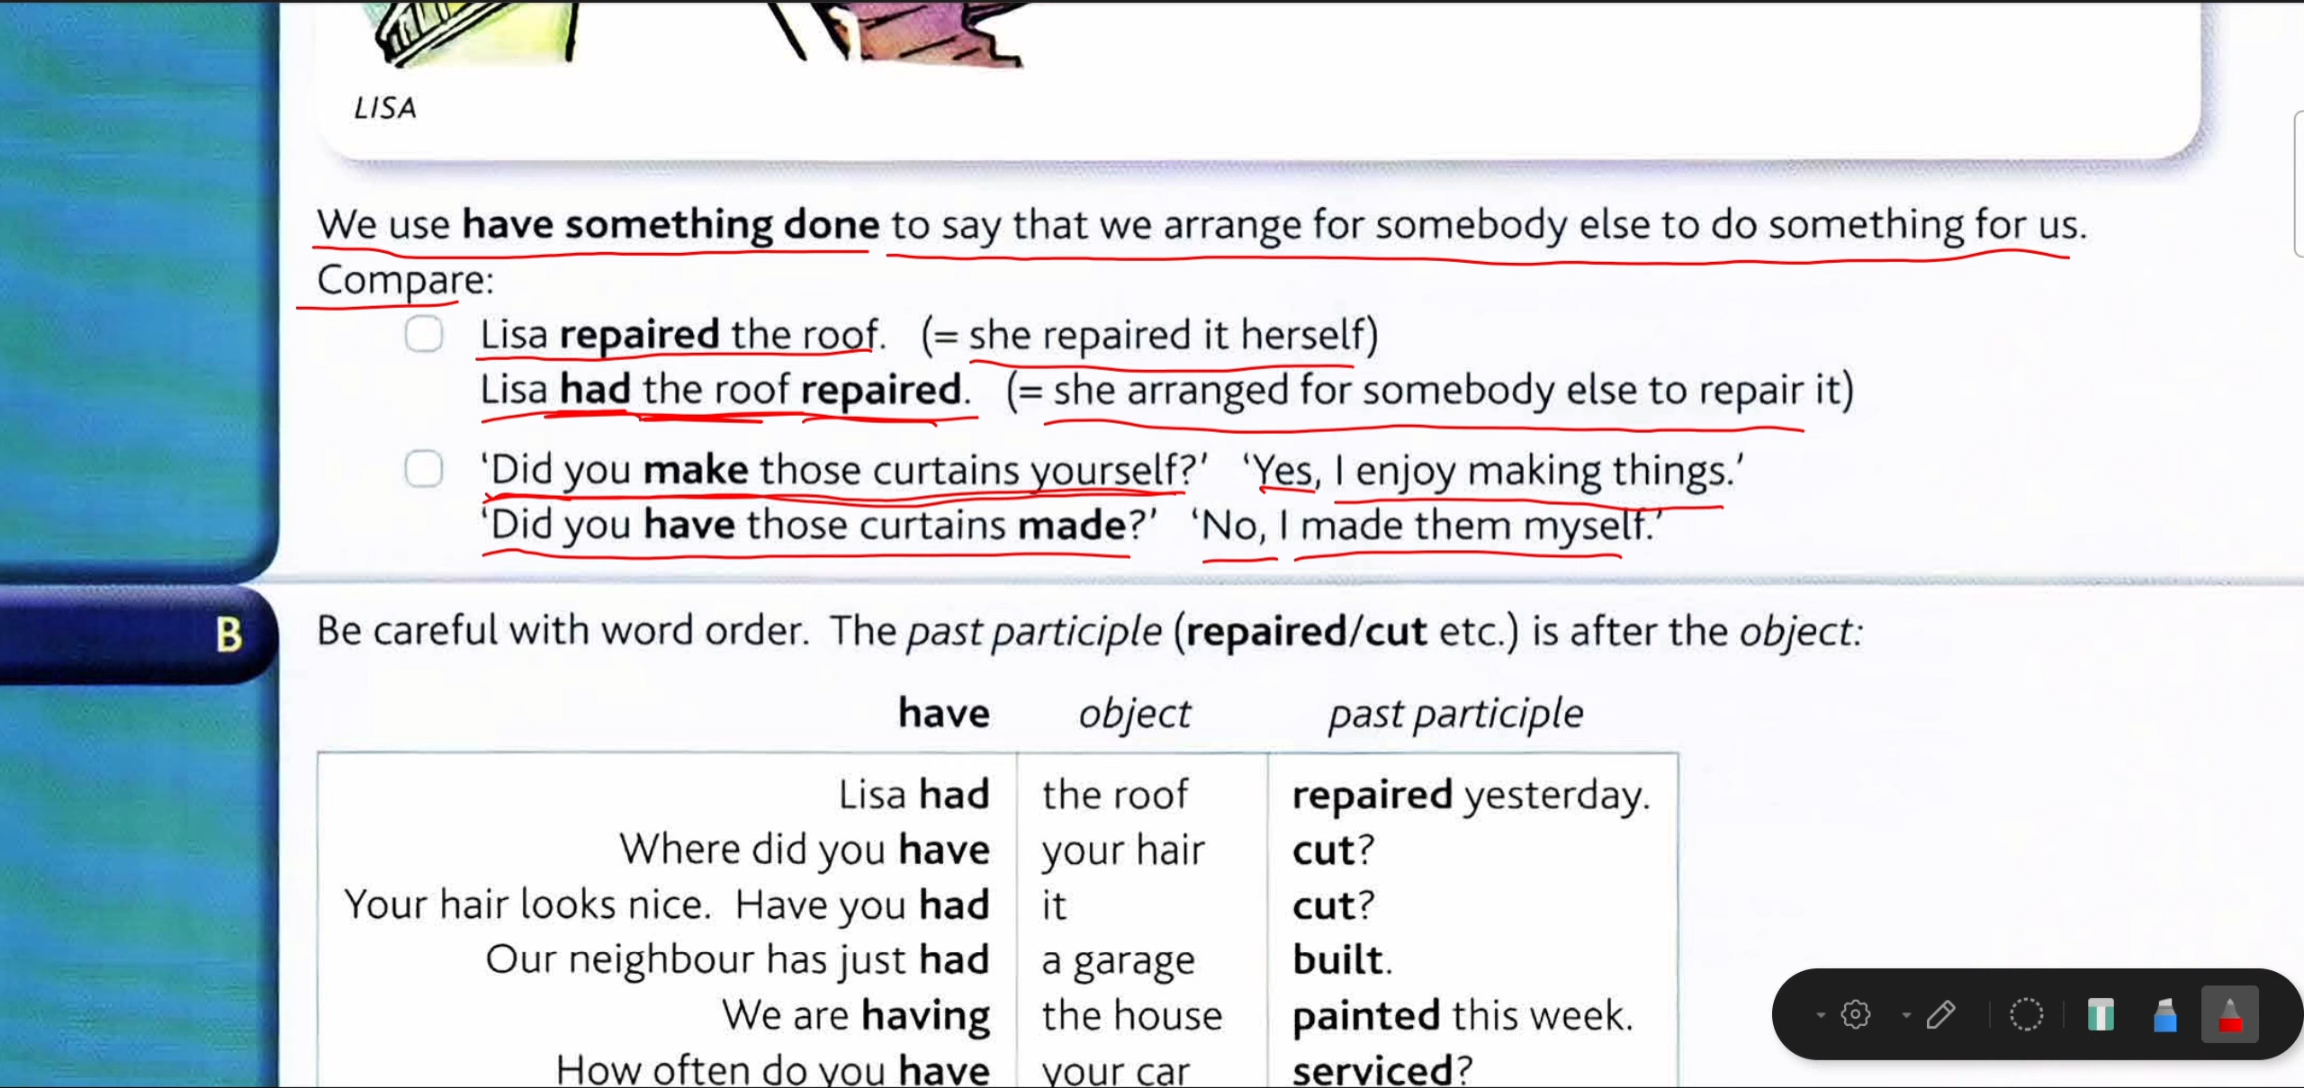 LISA
We use have something done to say that we arrange for somebody else to do something for us.
Compare:
Lisa repaired the roof. (= she repaired it herself)
Lisa had the roof repaired. (= she arranged for somebody else to repair it)
‘Did you make those curtains yourself?’ ‘Yes, I enjoy making things.’
‘Did you have those curtains made?’ ‘No, I made them myself.’
B Be careful with word order. The past participle (repaired/cut etc.) is after the object:
have object past participle
Lisa had the roof repaired yesterday.
Where did you have your hair cut?
Your hair looks nice. Have you had it cut?
Our neighbour has just had a garage built.
We are having the house painted this week.
How often do you have your car serviced?